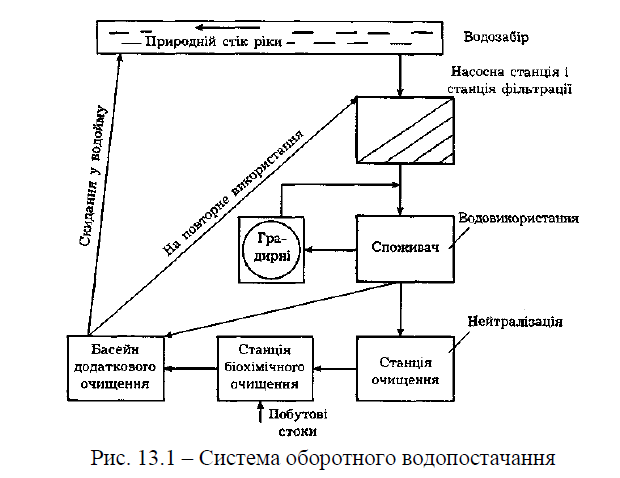 Природній стік ріки
Водозабір
Насосна станція і
станція фільтрації
Скидання у водойму
На повторне використання
Гра-
дирні
Споживач
Водовикористання
Нейтралізація
Басейн
додаткового
очищення
Станція
біохімічного
очищення
Станція
очищення
Побутові
стоки
Рис. 13.1 – Система оборотного водопостачання